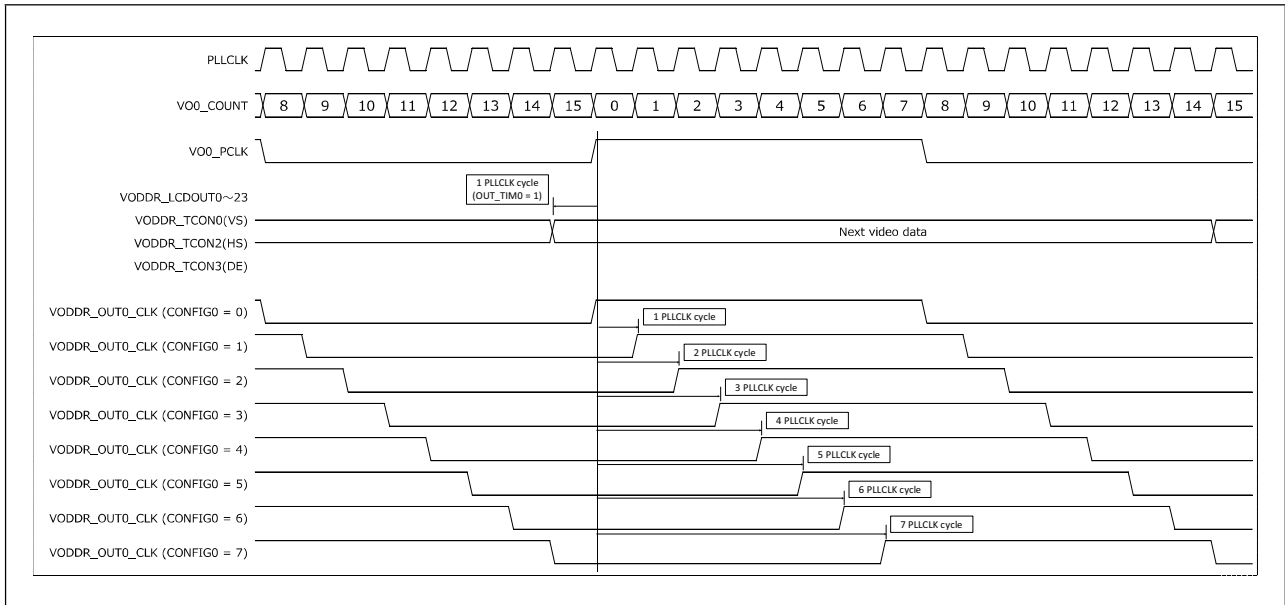 PLLCLK
VO0_COUNT 8 9 10 11 12 13 14 15 0 1 2 3 4 5 6 7 8 9 10 11 12 13 14 15
VO0_PCLK
1 PLLCLK cycle
(OUT_TIM0 = 1)
VODDR_LCDOUT0~23
VODDR_TCON0(VS)
Next video data
VODDR_TCON2(HS)
VODDR_TCON3(DE)
VODDR_OUT0_CLK (CONFIG0 = 0)
1 PLLCLK cycle
VODDR_OUT0_CLK (CONFIG0 = 1)
2 PLLCLK cycle
VODDR_OUT0_CLK (CONFIG0 = 2)
3 PLLCLK cycle
VODDR_OUT0_CLK (CONFIG0 = 3)
4 PLLCLK cycle
VODDR_OUT0_CLK (CONFIG0 = 4)
5 PLLCLK cycle
VODDR_OUT0_CLK (CONFIG0 = 5)
6 PLLCLK cycle
VODDR_OUT0_CLK (CONFIG0 = 6)
7 PLLCLK cycle
VODDR_OUT0_CLK (CONFIG0 = 7)